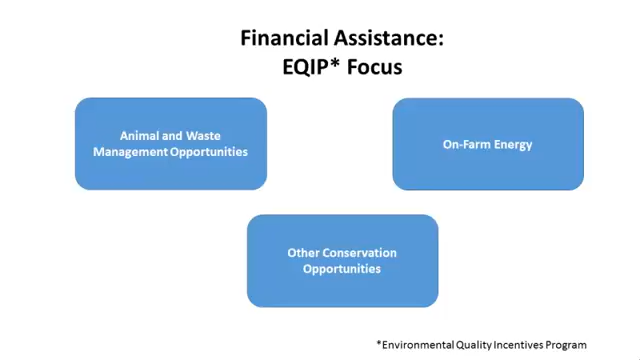 Financial Assistance:
EQIP* Focus
Animal and Waste
Management Opportunities
On-Farm Energy
Other Conservation
Opportunities
*Environmental Quality Incentives Program